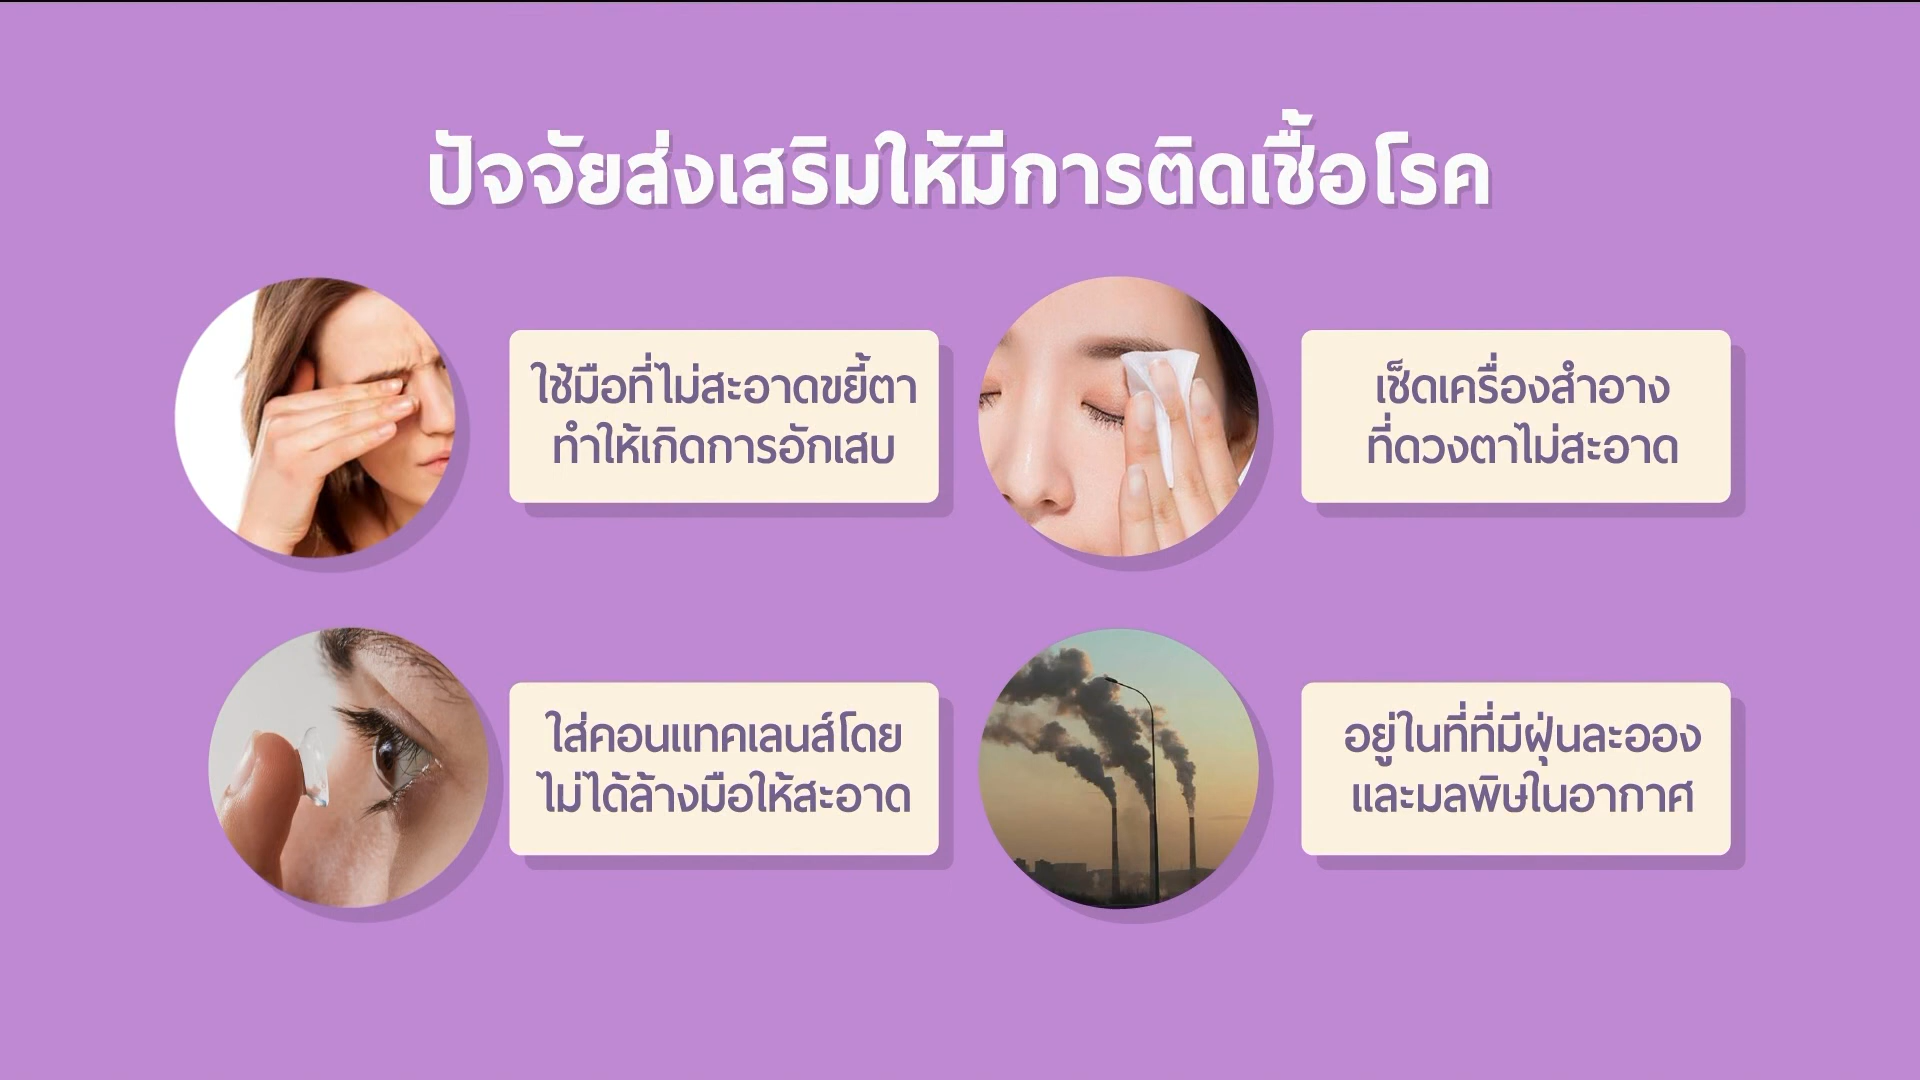 ปัจจัยส่งเสริมให้มีการติดเชื้อโรค
ใช้มือที่ไม่สะอาดขยี้ตา
ทำให้เกิดการอักเสบ
เช็ดเครื่องสำอาง
ที่ดวงตาไม่สะอาด
ใส่คอนแทคเลนส์โดย
ไม่ได้ล้างมือให้สะอาด
อยู่ในที่ที่มีฝุ่นละออง
และมลพิษในอากาศ